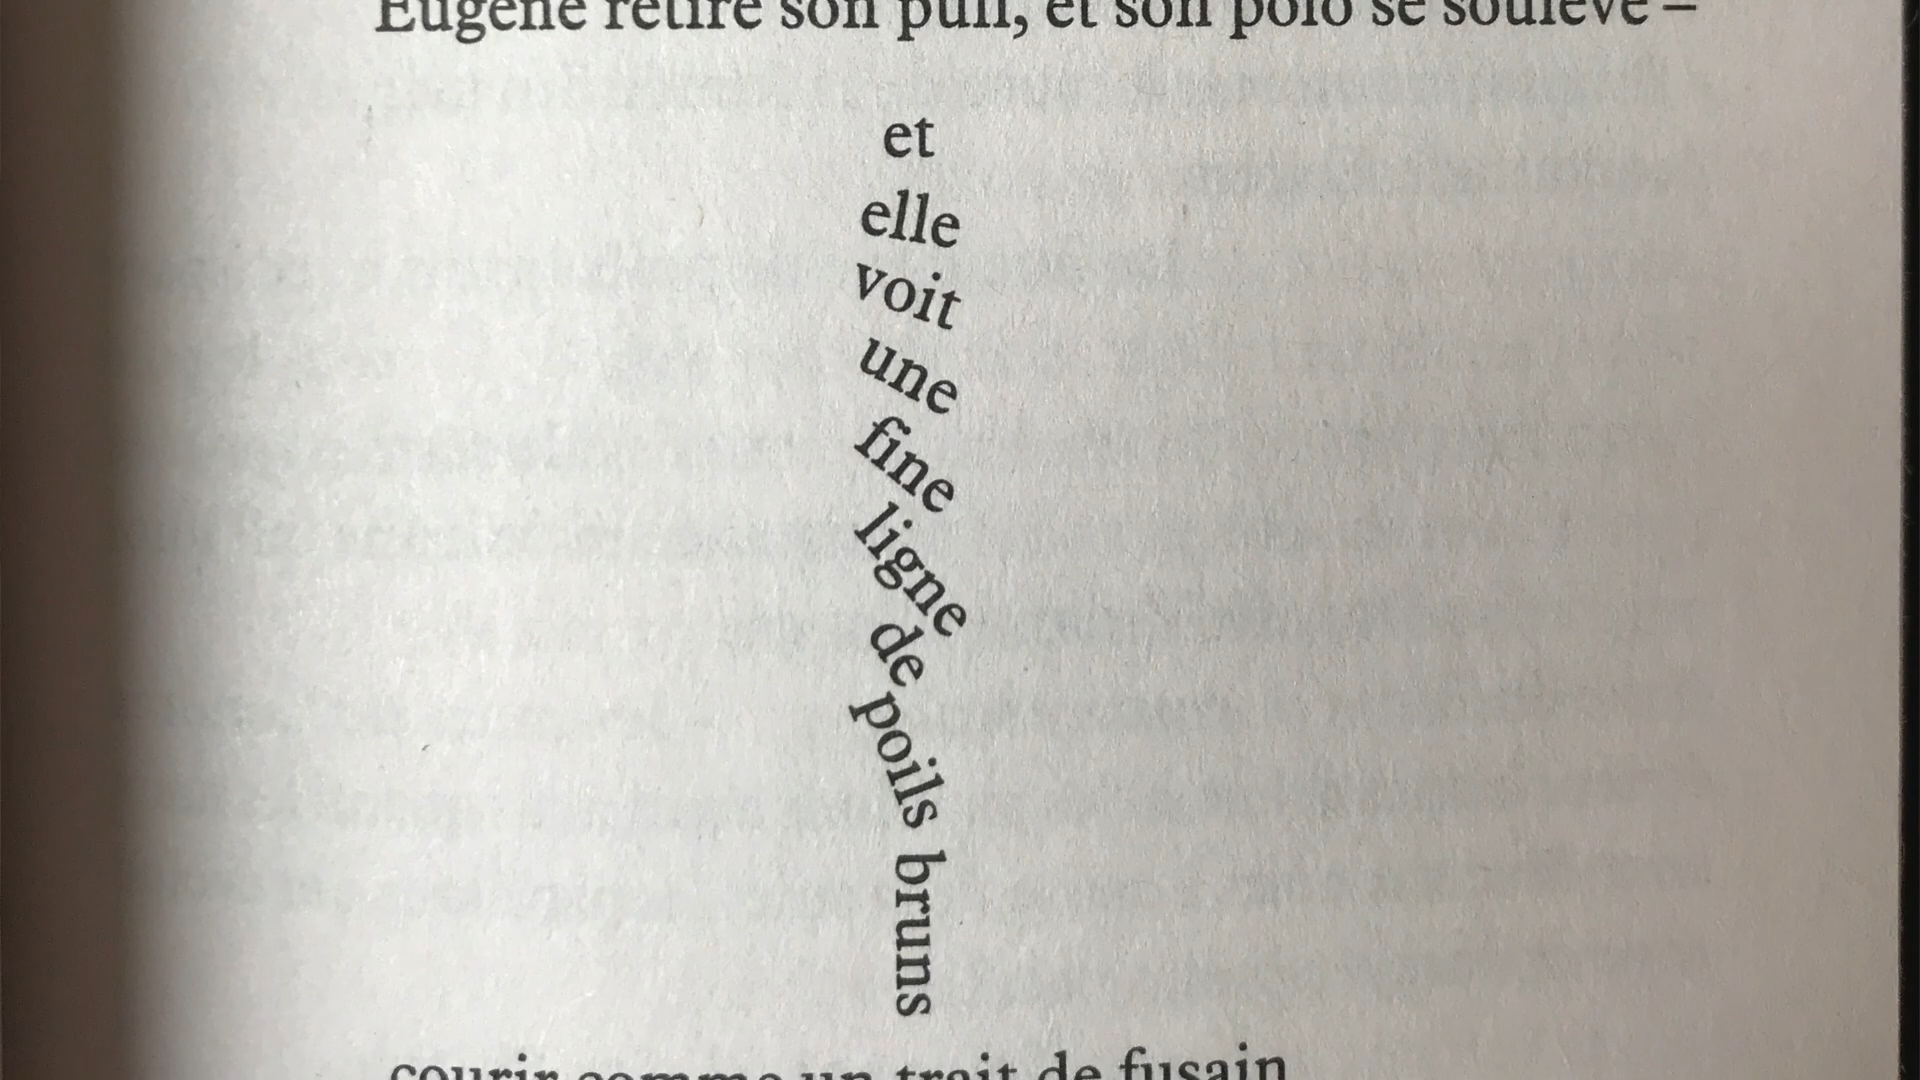 Eugène retire son pull, et son polo se soulève –
et
elle
voit
une
fine
ligne
de
poils
bruns
courir comme un trait de fusain